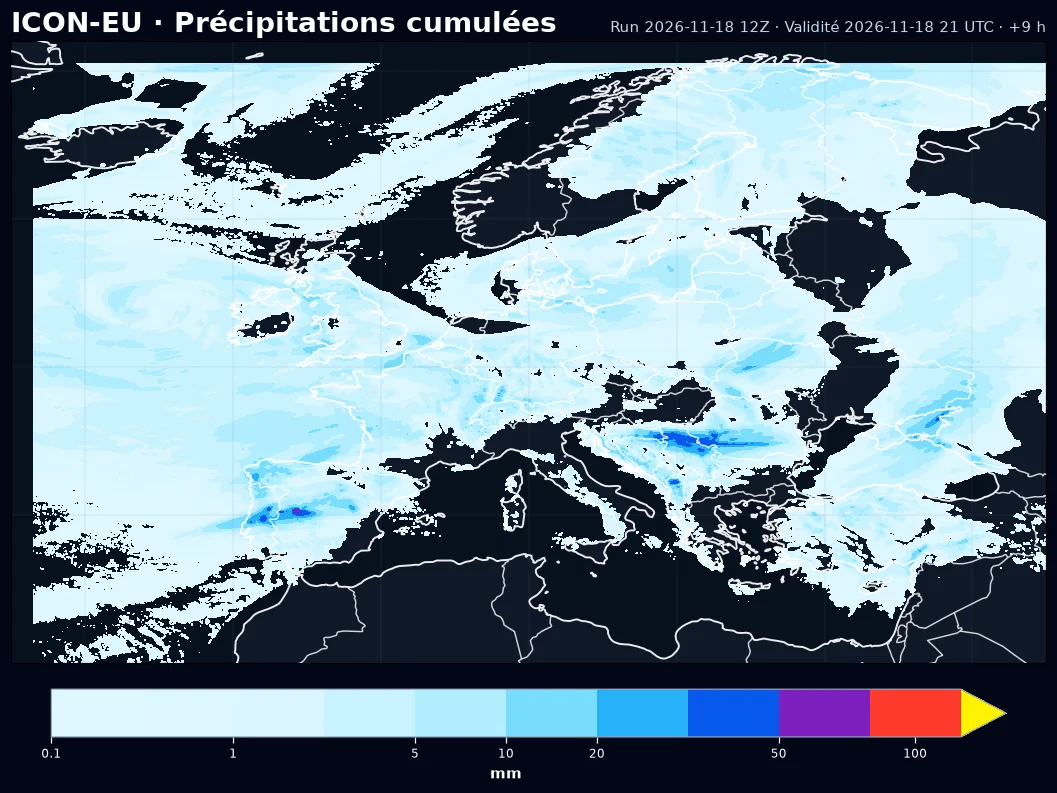 ICON-EU · Précipitations cumulées
Run 2026-11-18 12Z · Validité 2026-11-18 21 UTC · +9 h
0.1 1 5 10 20 50 100
mm